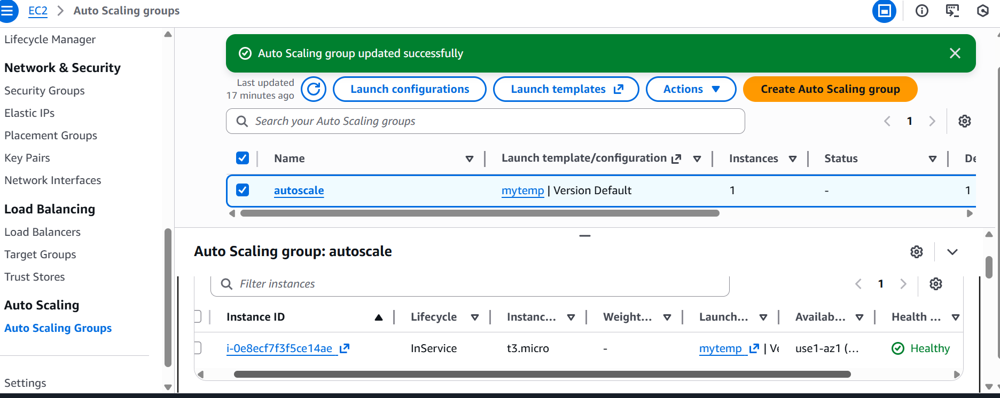 EC2 > Auto Scaling groups
Lifecycle Manager
Network & Security
Security Groups
Elastic IPs
Placement Groups
Key Pairs
Network Interfaces
Load Balancing
Load Balancers
Target Groups
Trust Stores
Auto Scaling
Auto Scaling Groups
Settings
Auto Scaling group updated successfully
Last updated
17 minutes ago
Launch configurations
Launch templates
Actions
Create Auto Scaling group
Search your Auto Scaling groups
1
Name Launch template/configuration Instances Status De
autoscale mytemp | Version Default 1 - 1
Auto Scaling group: autoscale
Filter instances
1
Instance ID Lifecycle Instanc... Weight... Launch... Availab... Health ...
i-0e8ecf7f3f5ce14ae InService t3.micro - mytemp | Ve use1-az1 (... Healthy